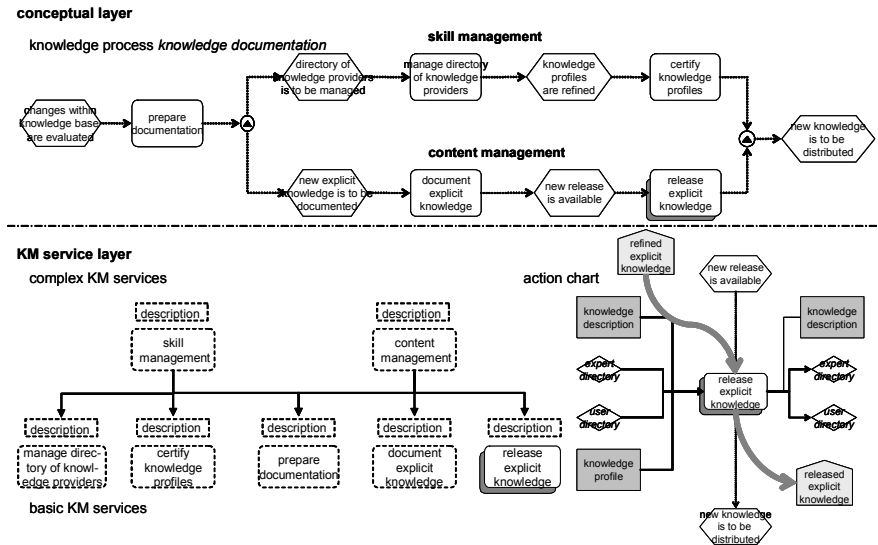 conceptual layer
knowledge process knowledge documentation
skill management
directory of
knowledge providers
is to be managed
manage directory
of knowledge
providers
knowledge
profiles
are refined
certify
knowledge
profiles
changes within
knowledge base
are evaluated
prepare
documentation
new knowledge
is to be
distributed
content management
new explicit
knowledge is to be
documented
document
explicit
knowledge
new release
is available
release
explicit
knowledge
KM service layer
complex KM services
description
skill
management
description
content
management
description
manage direc-
tory of knowl-
edge providers
description
certify
knowledge
profiles
description
prepare
documentation
description
document
explicit
knowledge
description
release
explicit
knowledge
basic KM services
action chart
refined
explicit
knowledge
new release
is available
knowledge
description
knowledge
description
expert
directory
release
explicit
knowledge
expert
directory
user
directory
user
directory
knowledge
profile
released
explicit
knowledge
new knowledge
is to be
distributed